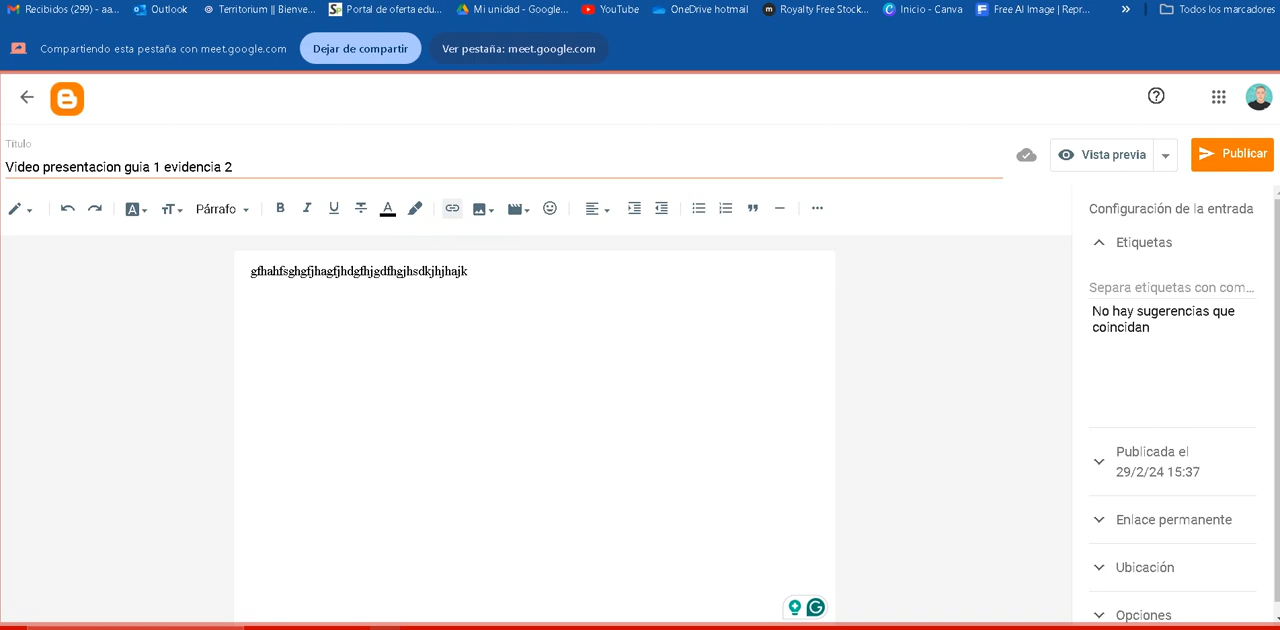 Recibidos (299) - aa...
Outlook
Territorium || Bienve...
Portal de oferta edu...
Mi unidad - Google...
YouTube
OneDrive hotmail
Royalty Free Stock...
Inicio - Canva
Free AI Image | Repr...
Todos los marcadores
Compartiendo esta pestaña con meet.google.com
Dejar de compartir
Ver pestaña: meet.google.com
Título
Video presentacion guia 1 evidencia 2
Vista previa
Publicar
Párrafo
gfhahfsghgfjhagfjhdgfhjgdfhgjhsdkjhjhajk
Configuración de la entrada
Etiquetas
Separa etiquetas con com...
No hay sugerencias que
coincidan
Publicada el
29/2/24 15:37
Enlace permanente
Ubicación
Opciones